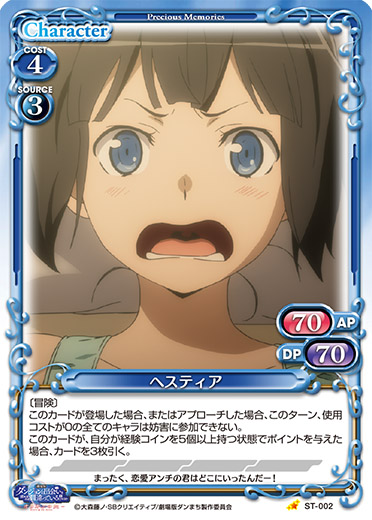 Precious Memories
Character
COST
4
SOURCE
3
70 AP
DP 70
ヘスティア
[冒険]
このカードが登場した場合、またはアプローチした場合、このターン、使用
コストが0の全てのキャラは妨害に参加できない。
このカードが、自分が経験コインを5個以上持つ状態でポイントを与えた
場合、カードを3枚引く。
まったく、恋愛アンチの君はどこにいったんだー!
©大森藤ノ・SBクリエイティブ/劇場版ダンまち製作委員会
ST-002